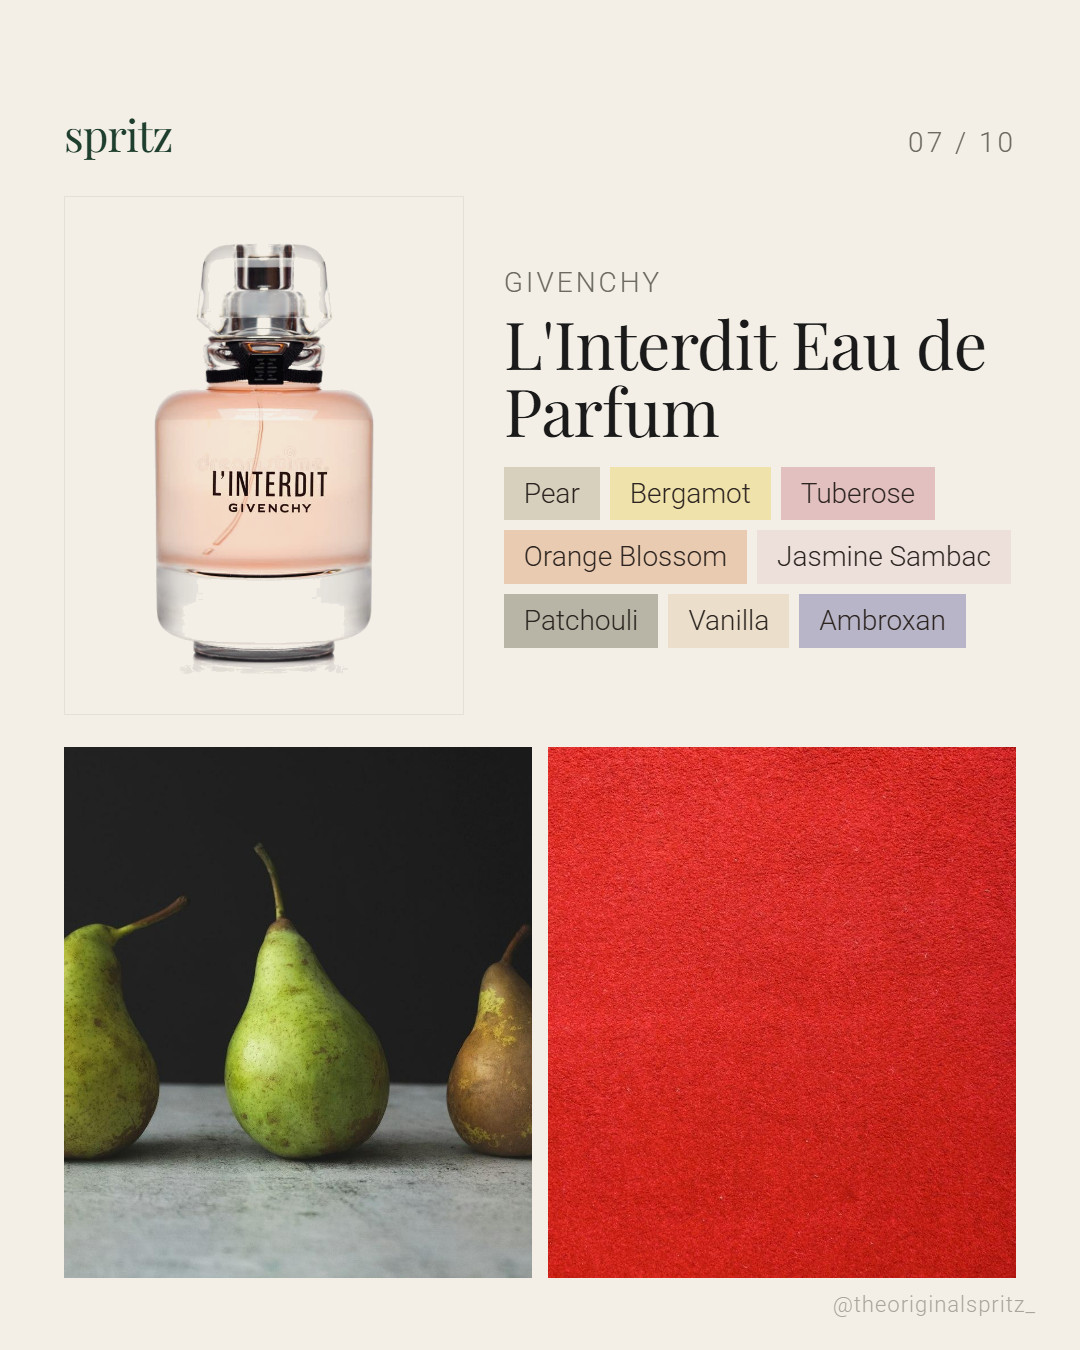 spritz
07 / 10
GIVENCHY
L'Interdit Eau de
Parfum
Pear
Bergamot
Tuberose
Orange Blossom
Jasmine Sambac
Patchouli
Vanilla
Ambroxan
L'INTERDIT
GIVENCHY
@theoriginalspritz_